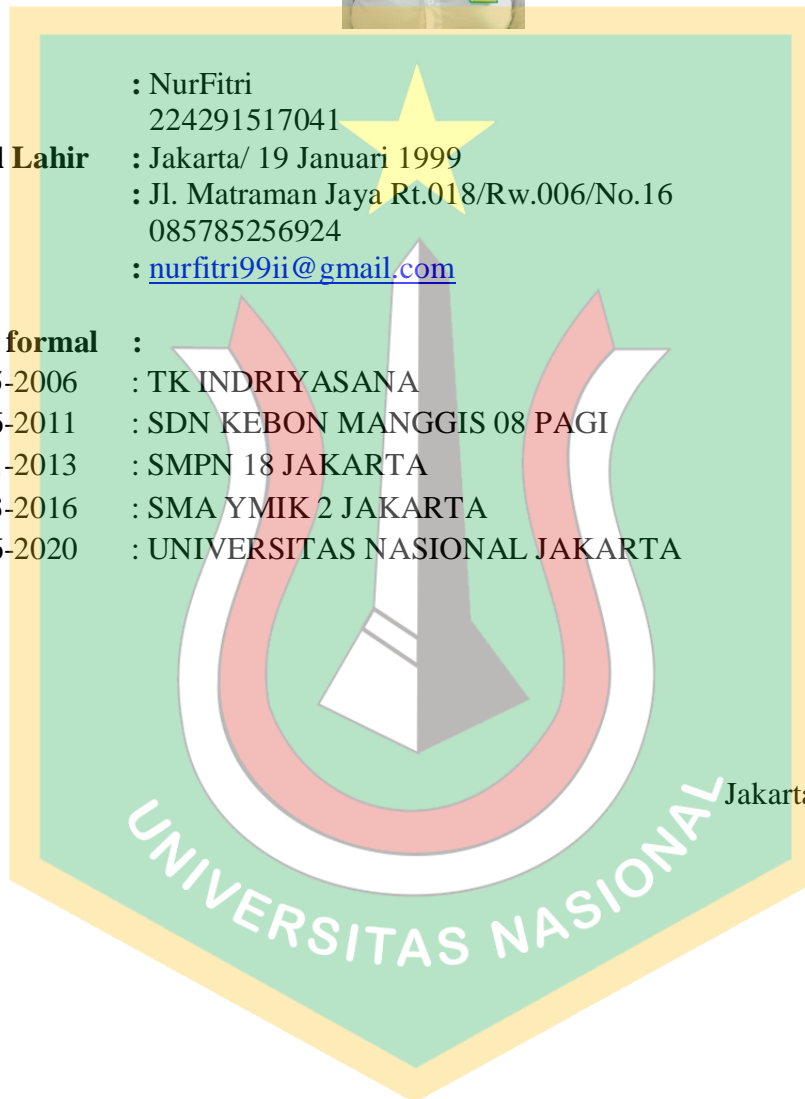 : NurFitri
224291517041
Lahir : Jakarta/ 19 Januari 1999
: Jl. Matraman Jaya Rt.018/Rw.006/No.16
085785256924
: nurfitri99ii@gmail.com
formal :
-2006 : TK INDRIYASANA
-2011 : SDN KEBON MANGGIS 08 PAGI
-2013 : SMPN 18 JAKARTA
-2016 : SMA YMIK 2 JAKARTA
-2020 : UNIVERSITAS NASIONAL JAKARTA
Jakarta
UNIVERSITAS NASIONAL